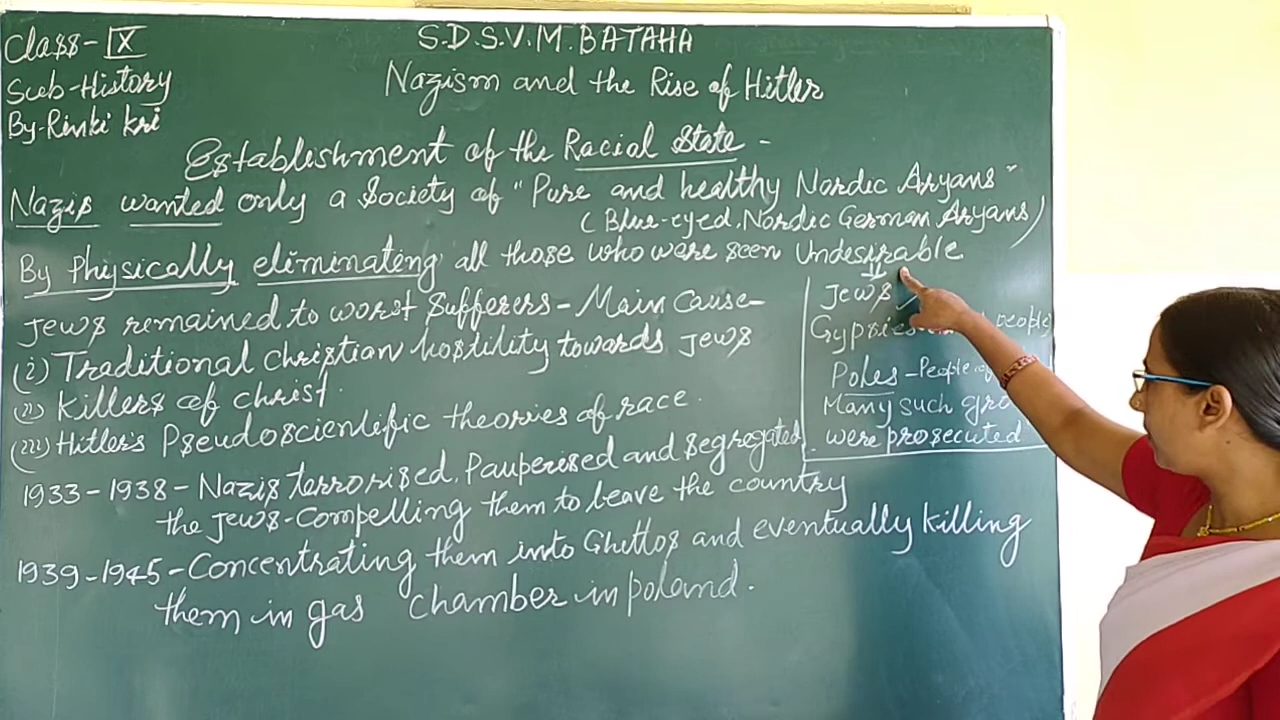 Class- IX
Sub-History
By-Rinki kri
S.D.S.V.M.BATAHA
Nazism and the Rise of Hitler
Establishment of the Racial State -
Nazis wanted only a Society of "Pure and healthy Nordic Aryans"
(Blue-eyed, Nordic German Aryans)
By Physically eliminating all those who were seen Undesirable
Jews remained to worst Sufferers - Main Cause-
(i) Traditional Christian hostility towards Jews
(ii) Killers of christ.
(iii) Hitler's Pseudoscientific theories of race.
1933-1938- Nazis terrorised, Pauperised and segregated
the Jews-Compelling them to leave the country
1939-1945-Concentrating them into Ghettos and eventually killing
them in gas Chamber in poland.
Jews
Gypsies people
Poles-People of
Many such
were prosecuted